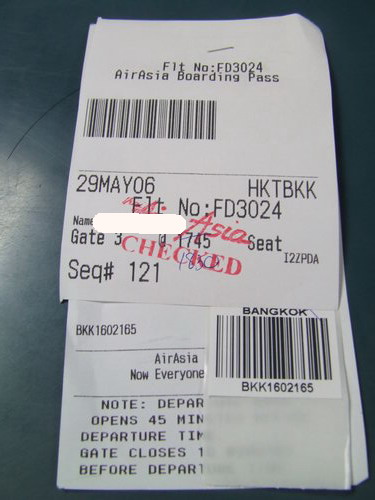 Flt No:FD3024
AirAsia Boarding Pass
29MAY06 HKTBKK
Flt No:FD3024
Name
Gate 3 @ 1745 Seat
AirAsia
CHECKED
I2ZPDA
Seq# 121
BANGKOK
BKK1602165
BKK1602165
AirAsia
Now Everyone
NOTE: DEPAR
OPENS 45 MIN
DEPARTURE TIM
GATE CLOSES 1
BEFORE DEPART TIME